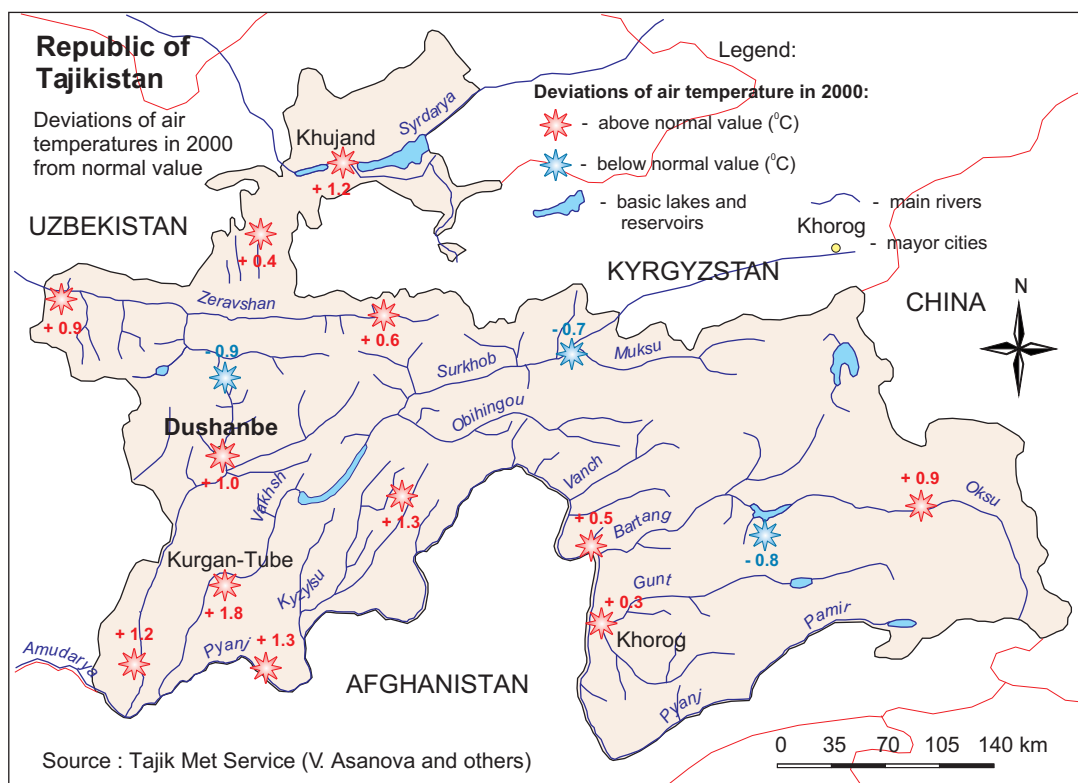 Republic of
Tajikistan
Deviations of air
temperatures in 2000
from normal value
Legend:
Deviations of air temperature in 2000:
- above normal value (⁰C)
- below normal value (⁰C)
- basic lakes and
reservoirs
- main rivers
Khorog
- mayor cities
Khujand
Syrdarya
+ 1.2
UZBEKISTAN
+ 0.4
KYRGYZSTAN
CHINA
N
Zeravshan
+ 0.9
+ 0.6
- 0.7
- 0.9
Surkhob
Muksu
Obihingou
Dushanbe
+ 1.0
Vakhsh
Vanch
+ 1.3
+ 0.9
Oksu
+ 0.5
Bartang
- 0.8
Kurgan-Tube
Kyzylsu
Gunt
+ 1.8
+ 0.3
Khorog
Pamir
+ 1.2
Pyanj
+ 1.3
Amudarya
AFGHANISTAN
Pyanj
Source : Tajik Met Service (V. Asanova and others)
0 35 70 105 140 km